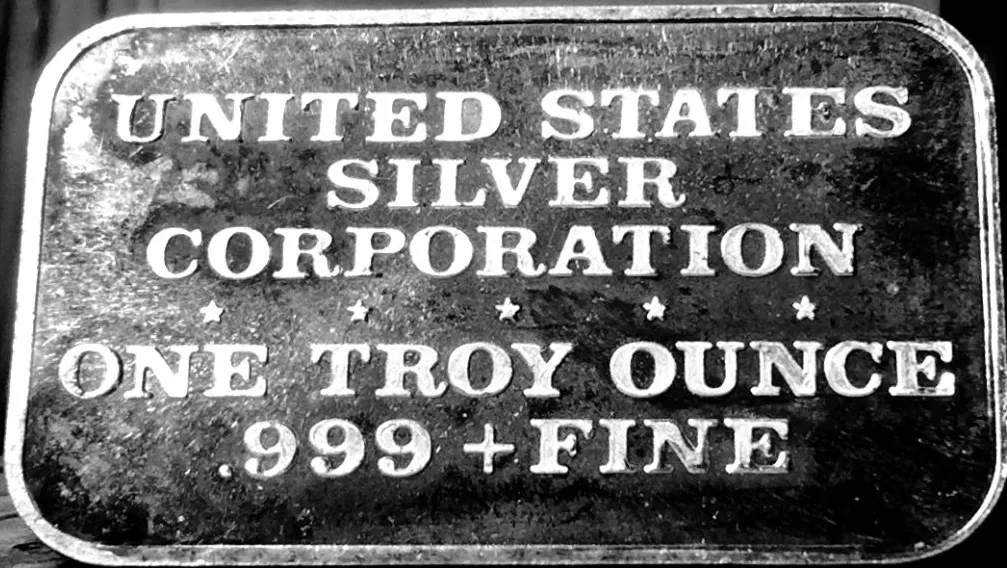 UNITED STATES
SILVER
CORPORATION
★ ★ ★ ★ ★
ONE TROY OUNCE
.999+FINE